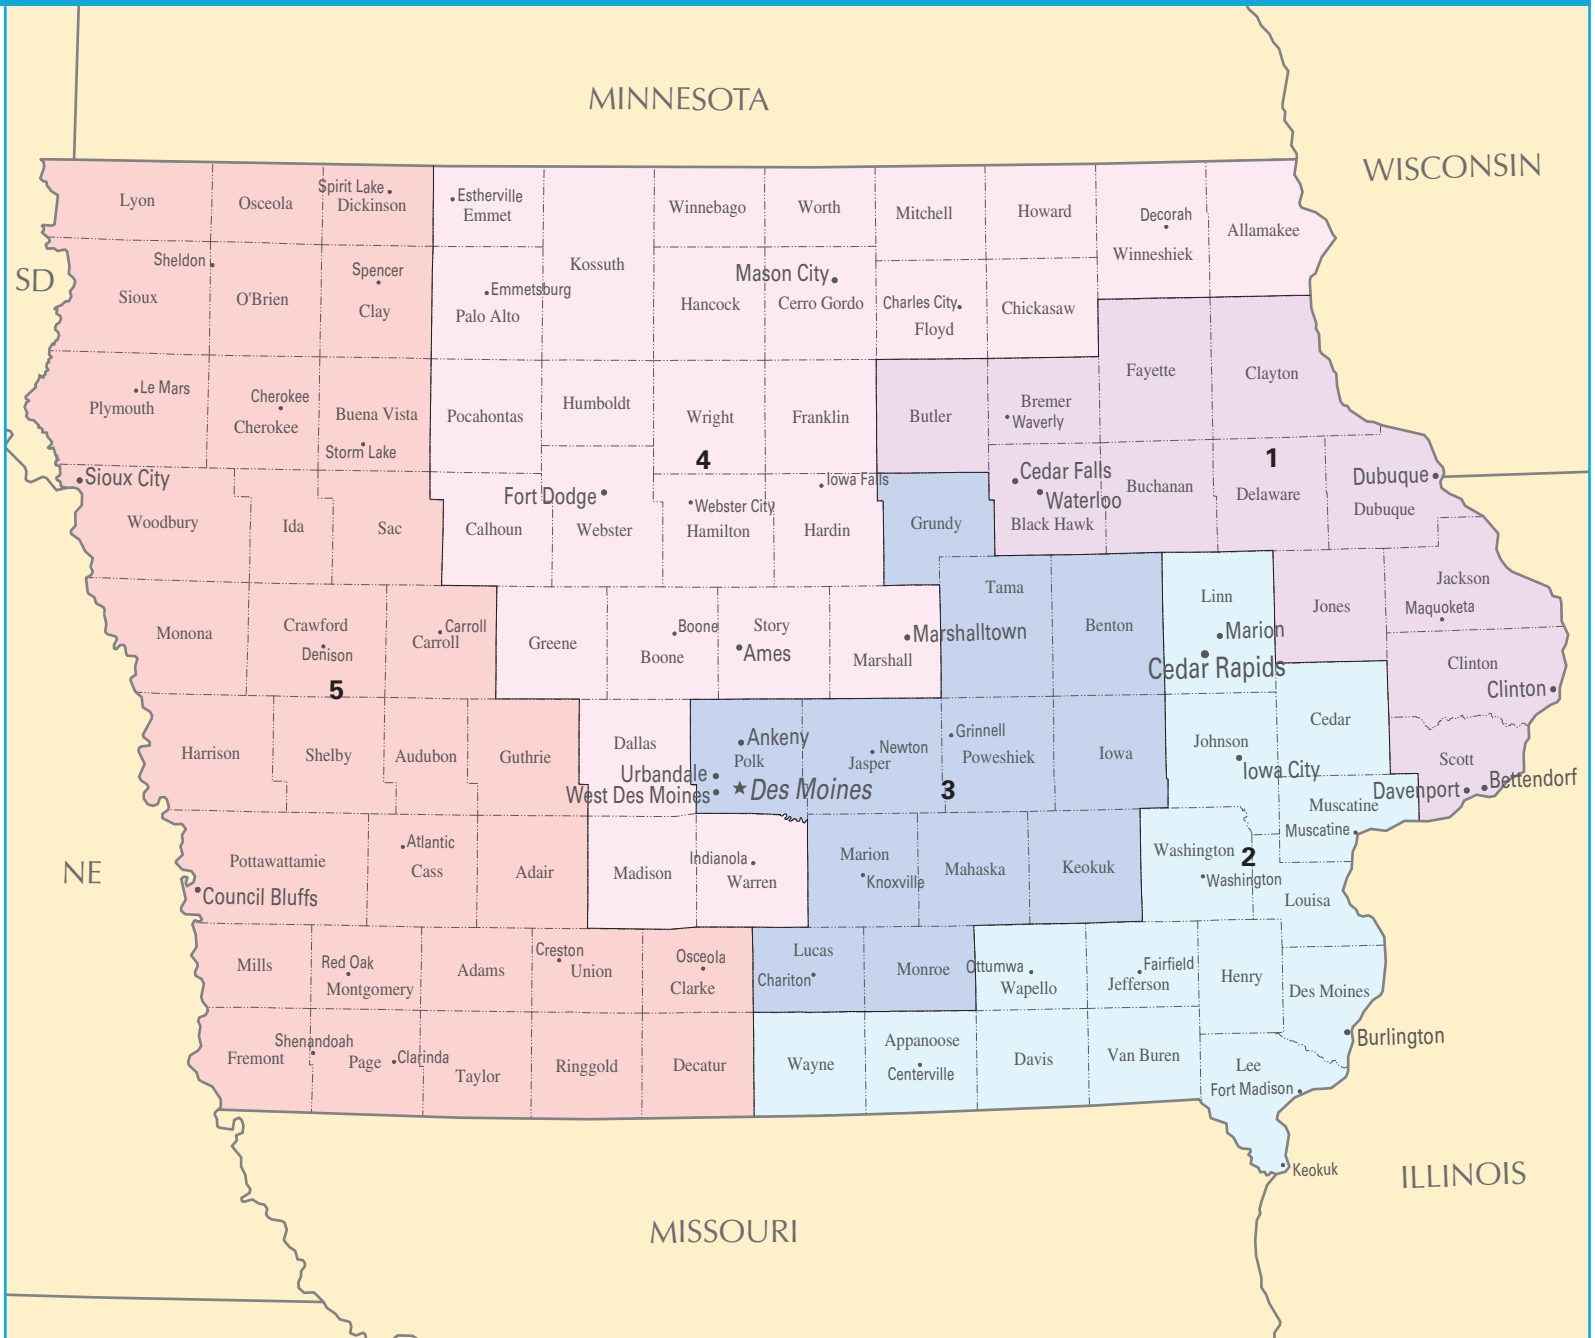 MINNESOTA
WISCONSIN
SD
NE
MISSOURI
ILLINOIS
Lyon
Osceola
Spirit Lake
Dickinson
Estherville
Emmet
Kossuth
Winnebago
Worth
Mitchell
Howard
Decorah
Winneshiek
Allamakee
Sheldon
Sioux
O'Brien
Spencer
Clay
Emmetsburg
Palo Alto
Hancock
Mason City
Cerro Gordo
Charles City
Floyd
Chickasaw
Le Mars
Plymouth
Cherokee
Cherokee
Buena Vista
Storm Lake
Pocahontas
Humboldt
Wright
Franklin
Butler
Bremer
Waverly
Fayette
Clayton
4
1
Sioux City
Woodbury
Ida
Sac
Calhoun
Fort Dodge
Webster
Webster City
Hamilton
Iowa Falls
Hardin
Grundy
Cedar Falls
Waterloo
Black Hawk
Buchanan
Delaware
Dubuque
Dubuque
Monona
Crawford
Denison
Carroll
Carroll
Greene
Boone
Boone
Story
Ames
Marshalltown
Marshall
Tama
Benton
Linn
Marion
Cedar Rapids
Jones
Jackson
Maquoketa
Clinton
Clinton
5
Harrison
Shelby
Audubon
Guthrie
Dallas
Ankeny
Polk
Urbandale
West Des Moines
Des Moines
Newton
Jasper
Grinnell
Poweshiek
3
Iowa
Johnson
Iowa City
Cedar
Muscatine
Muscatine
Scott
Davenport
Bettendorf
Pottawattamie
Council Bluffs
Atlantic
Cass
Adair
Madison
Indianola
Warren
Marion
Knoxville
Mahaska
Keokuk
Washington
2
Washington
Louisa
Mills
Red Oak
Montgomery
Adams
Creston
Union
Osceola
Clarke
Lucas
Chariton
Monroe
Ottumwa
Wapello
Fairfield
Jefferson
Henry
Des Moines
Burlington
Fremont
Shenandoah
Page
Clarinda
Taylor
Ringgold
Decatur
Wayne
Appanoose
Centerville
Davis
Van Buren
Lee
Fort Madison
Keokuk